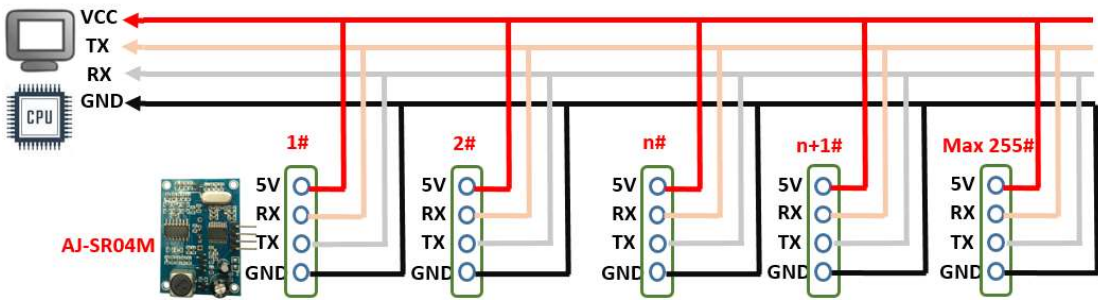 VCC
TX
RX
GND
CPU
1#
2#
n#
n+1#
Max 255#
AJ-SR04M
5V
RX
TX
GND
5V
RX
TX
GND
5V
RX
TX
GND
5V
RX
TX
GND
5V
RX
TX
GND